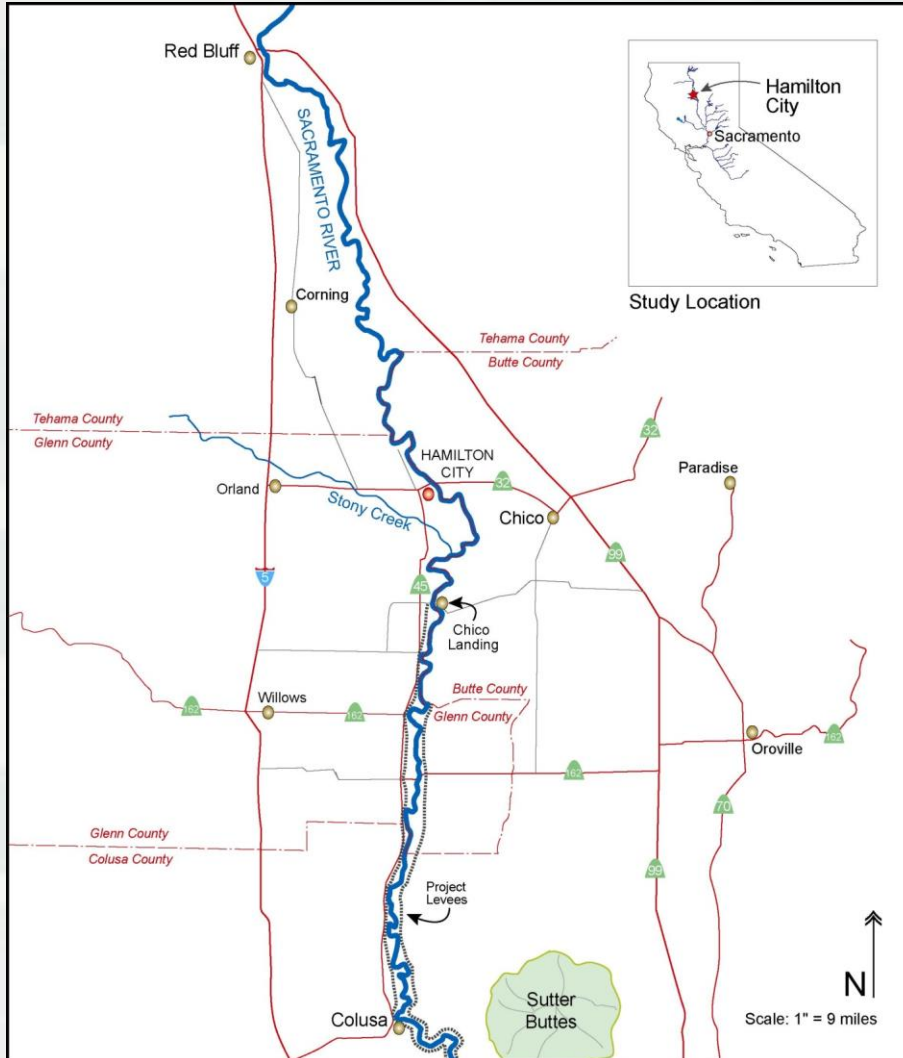 Red Bluff
SACRAMENTO RIVER
Hamilton
City
Sacramento
Study Location
Corning
Tehama County
Butte County
Tehama County
Glenn County
HAMILTON
CITY
32
32
Paradise
Orland
Stony Creek
Chico
99
5
45
Chico
Landing
Butte County
Glenn County
Willows
162
162
162
Oroville
162
70
Glenn County
Colusa County
99
Project
Levees
N
Sutter
Buttes
Colusa
Scale: 1" = 9 miles